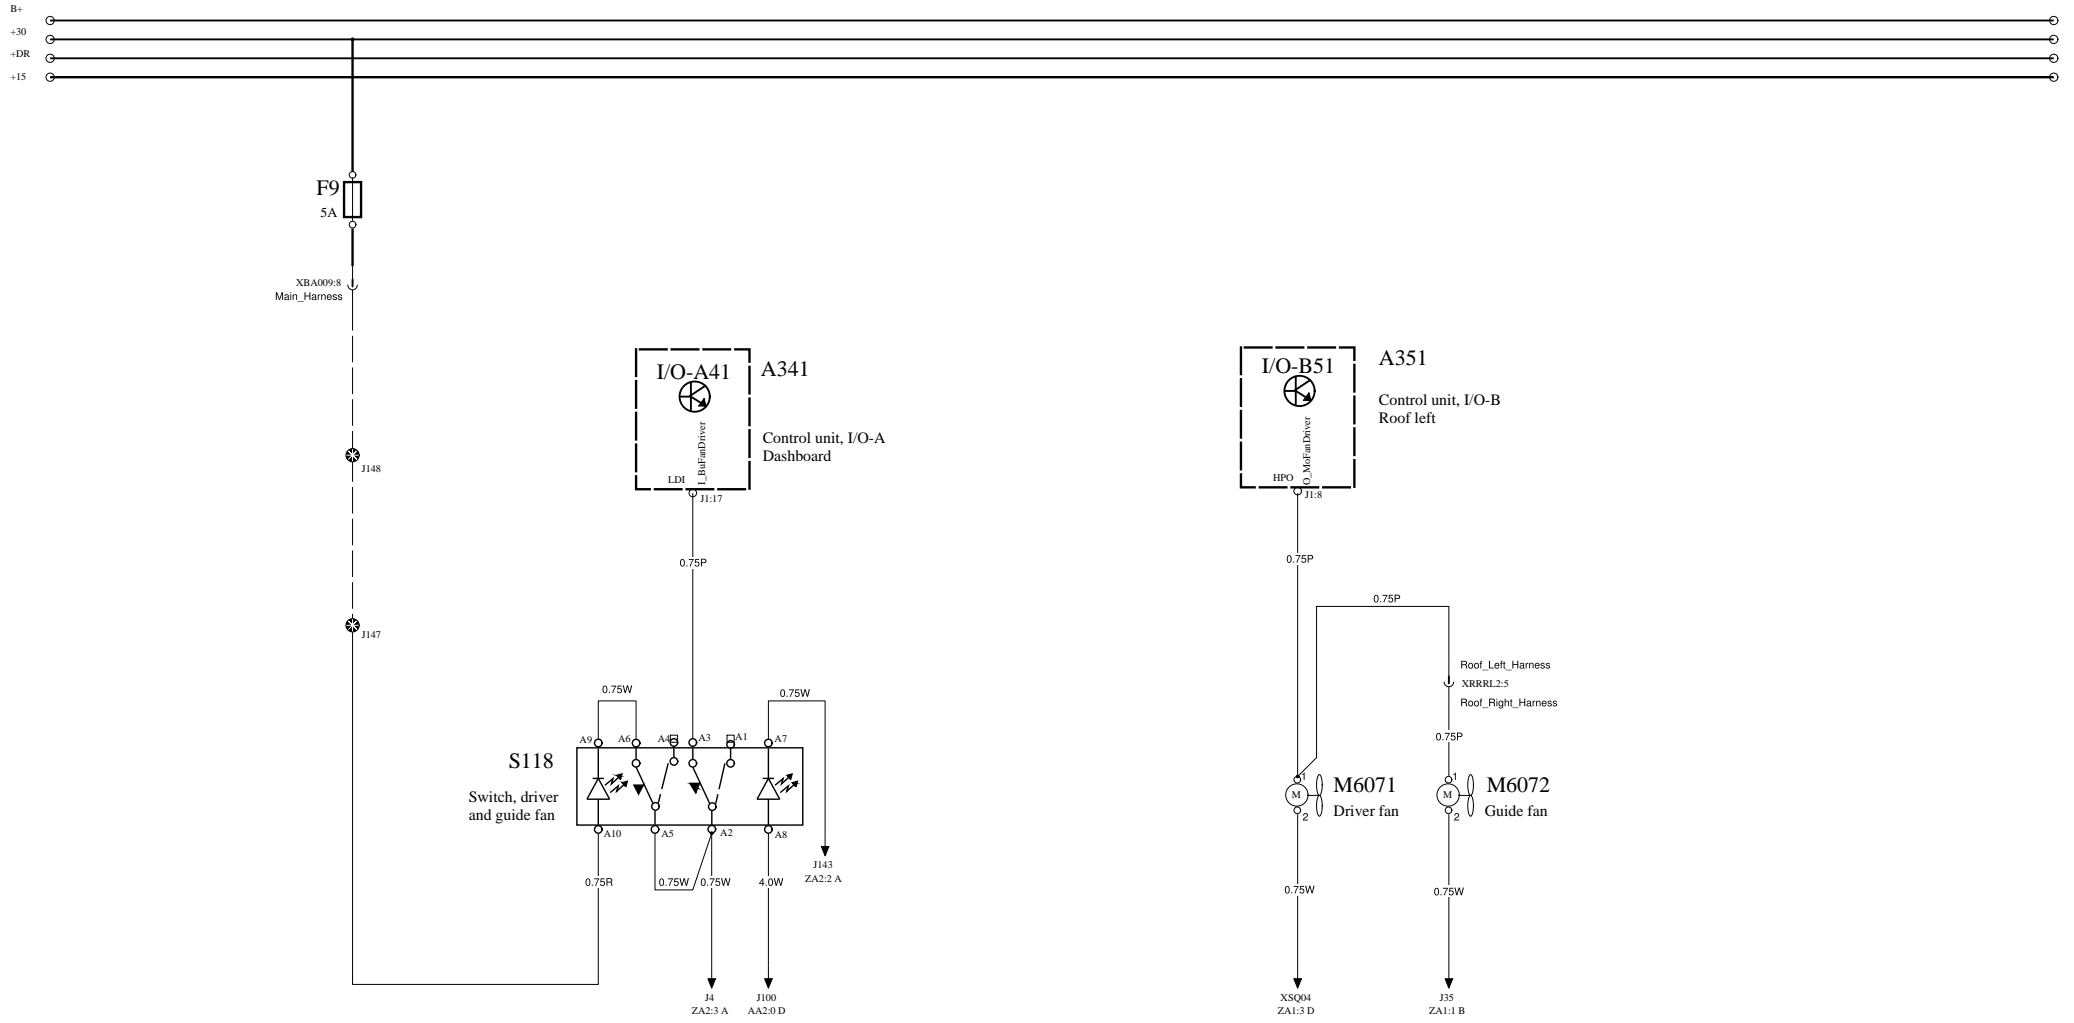 B+
+30
+DR
+15
F9
5A
XBA009:8
Main_Harness
J148
J147
I/O-A41
A341
Control unit, I/O-A
Dashboard
I_BuFanDriver
LDI
J1:17
0.75P
I/O-B51
A351
Control unit, I/O-B
Roof left
O_MoFanDriver
HPO
J1:8
0.75P
0.75P
Roof_Left_Harness
XRRRL2:5
Roof_Right_Harness
0.75P
0.75W
0.75W
A9
A6
A4
A3
A1
A7
S118
Switch, driver
and guide fan
A10
A5
A2
A8
0.75R
0.75W
0.75W
4.0W
J143
ZA2:2 A
J4
ZA2:3 A
J100
AA2:0 D
1
M
2
M6071
Driver fan
1
M
2
M6072
Guide fan
0.75W
0.75W
XSQ04
ZA1:3 D
J35
ZA1:1 B